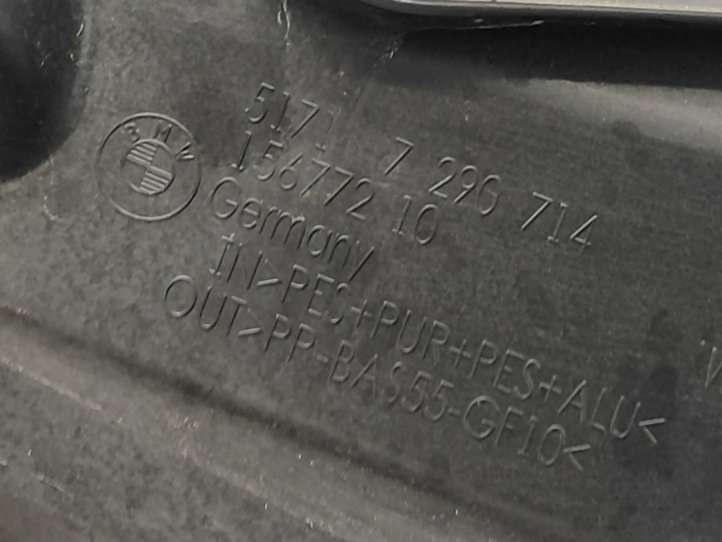 BMW
5171 7 290 714
156772 10
Germany
IN>PES+PUR+PES+ALU<
OUT>PP-BAS55-GF10<